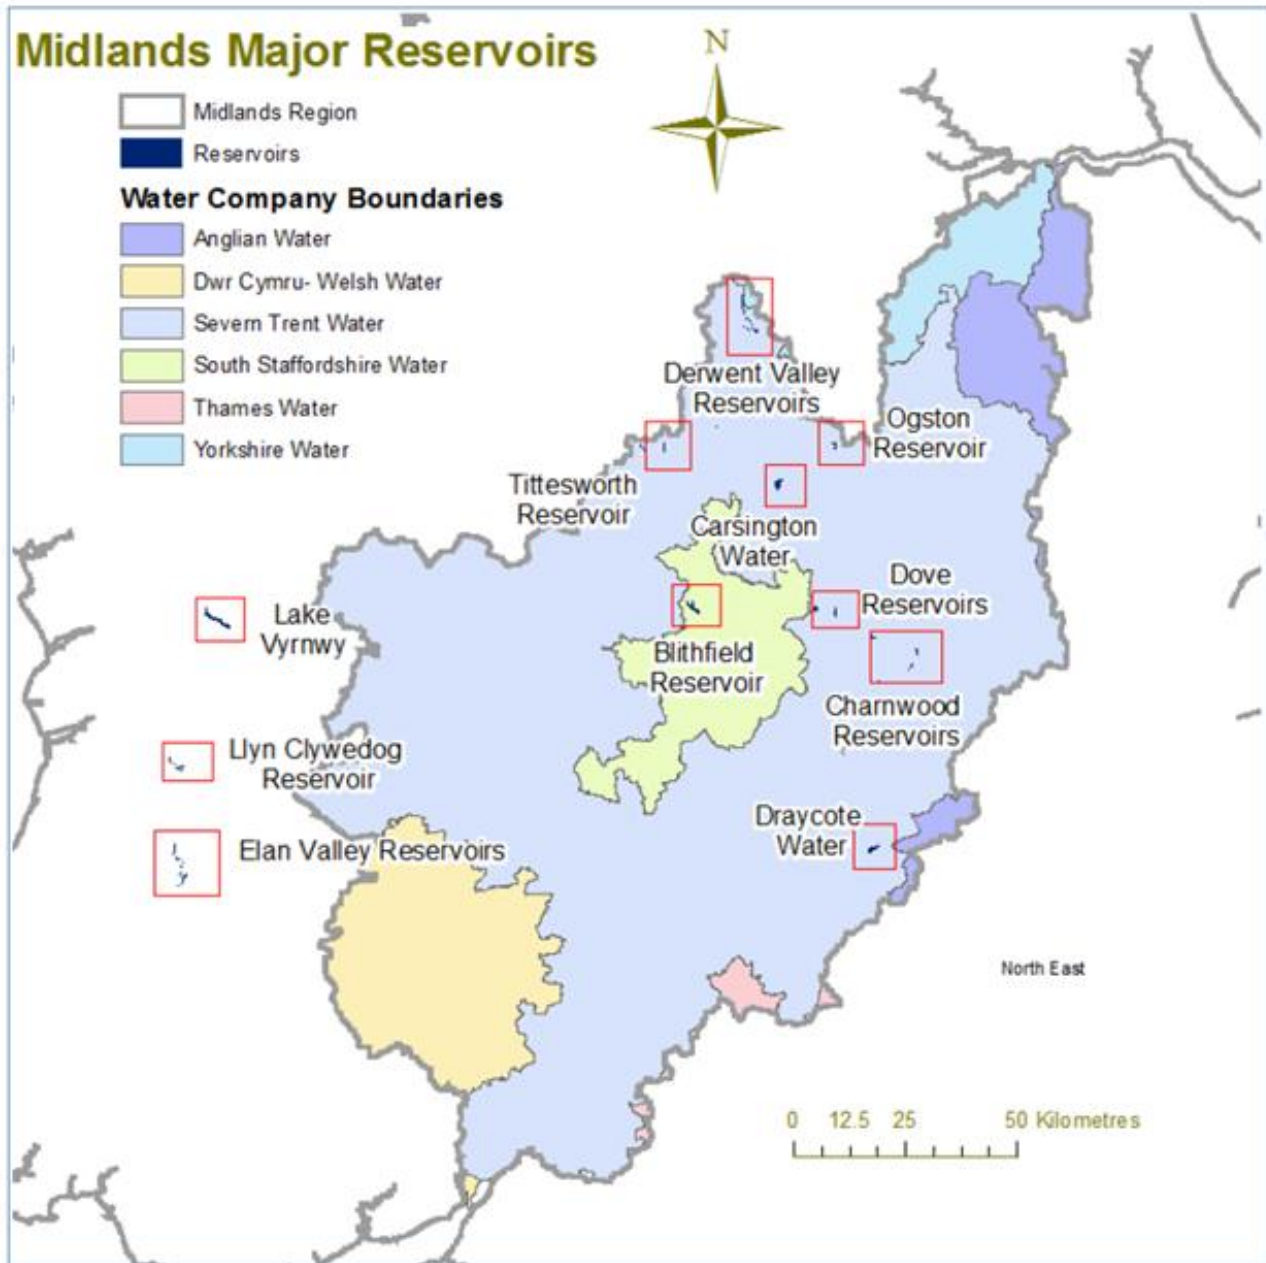 Midlands Major Reservoirs
N
Midlands Region
Reservoirs
Water Company Boundaries
Anglian Water
Dwr Cymru- Welsh Water
Severn Trent Water
South Staffordshire Water
Thames Water
Yorkshire Water
Derwent Valley
Reservoirs
Ogston
Reservoir
Tittesworth
Reservoir
Carsington
Water
Dove
Reservoirs
Lake
Vyrnwy
Blithfield
Reservoir
Charnwood
Reservoirs
Llyn Clywedog
Reservoir
Draycote
Water
Elan Valley Reservoirs
North East
0 12.5 25 50 Kilometres